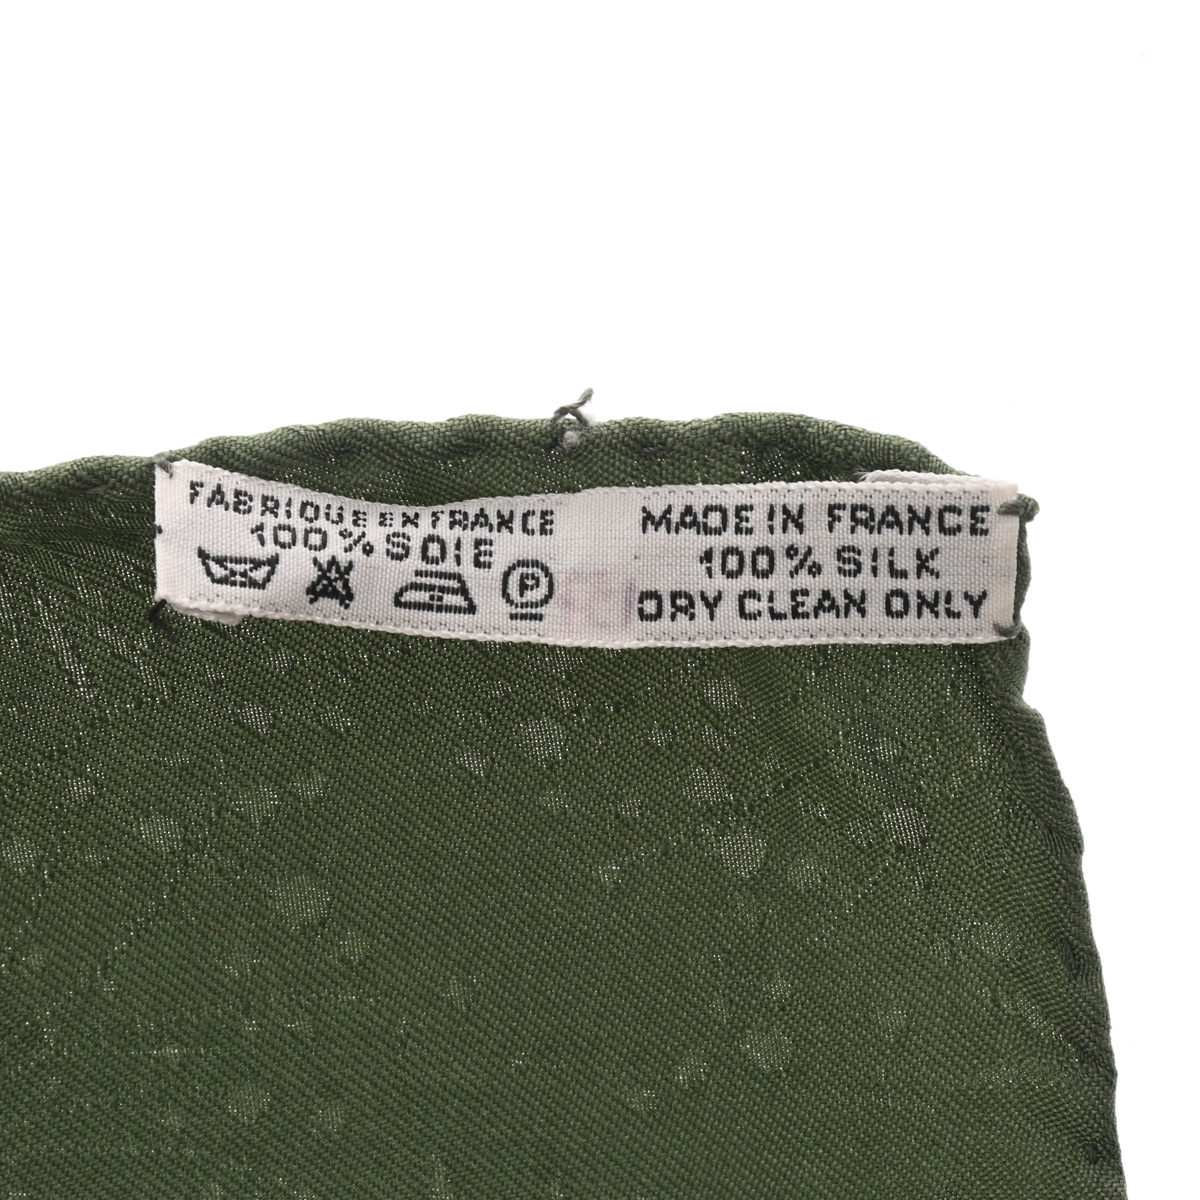 FABRIQUE EN FRANCE
100% SOIE
P
MADE IN FRANCE
100% SILK
DRY CLEAN ONLY